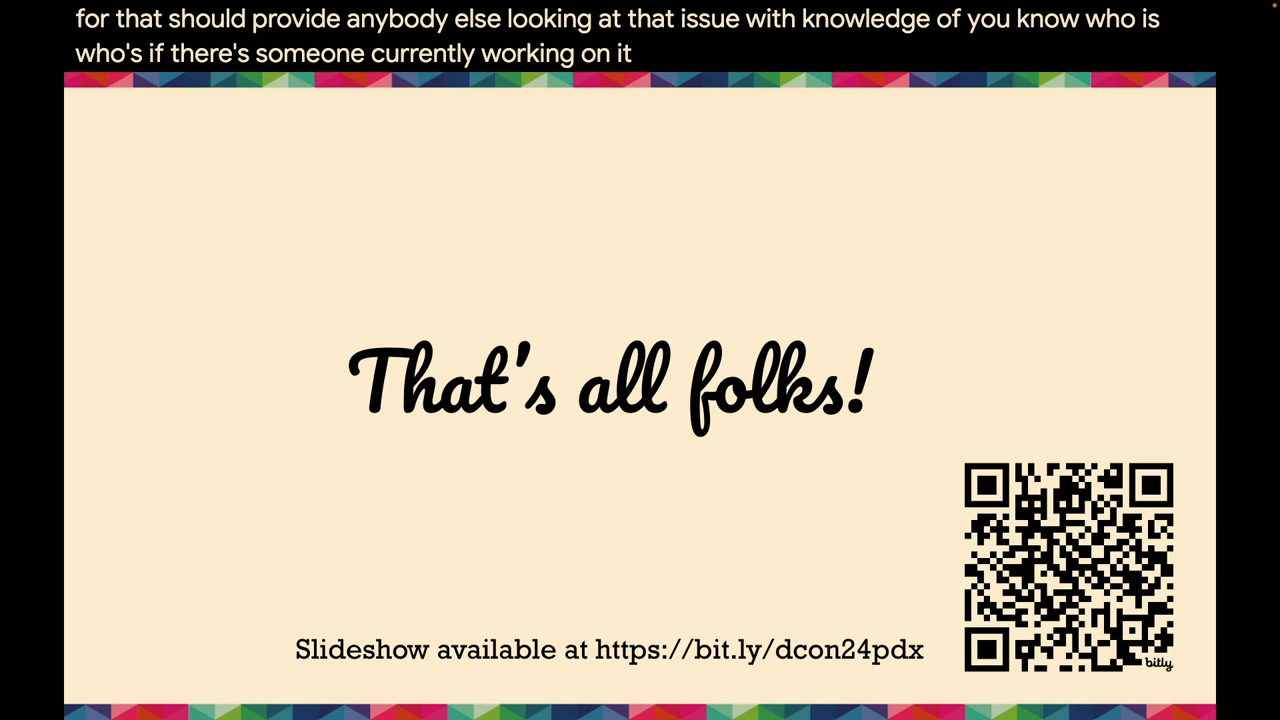 for that should provide anybody else looking at that issue with knowledge of you know who is
who's if there's someone currently working on it
That's all folks!
Slideshow available at https://bit.ly/dcon24pdx
bitly